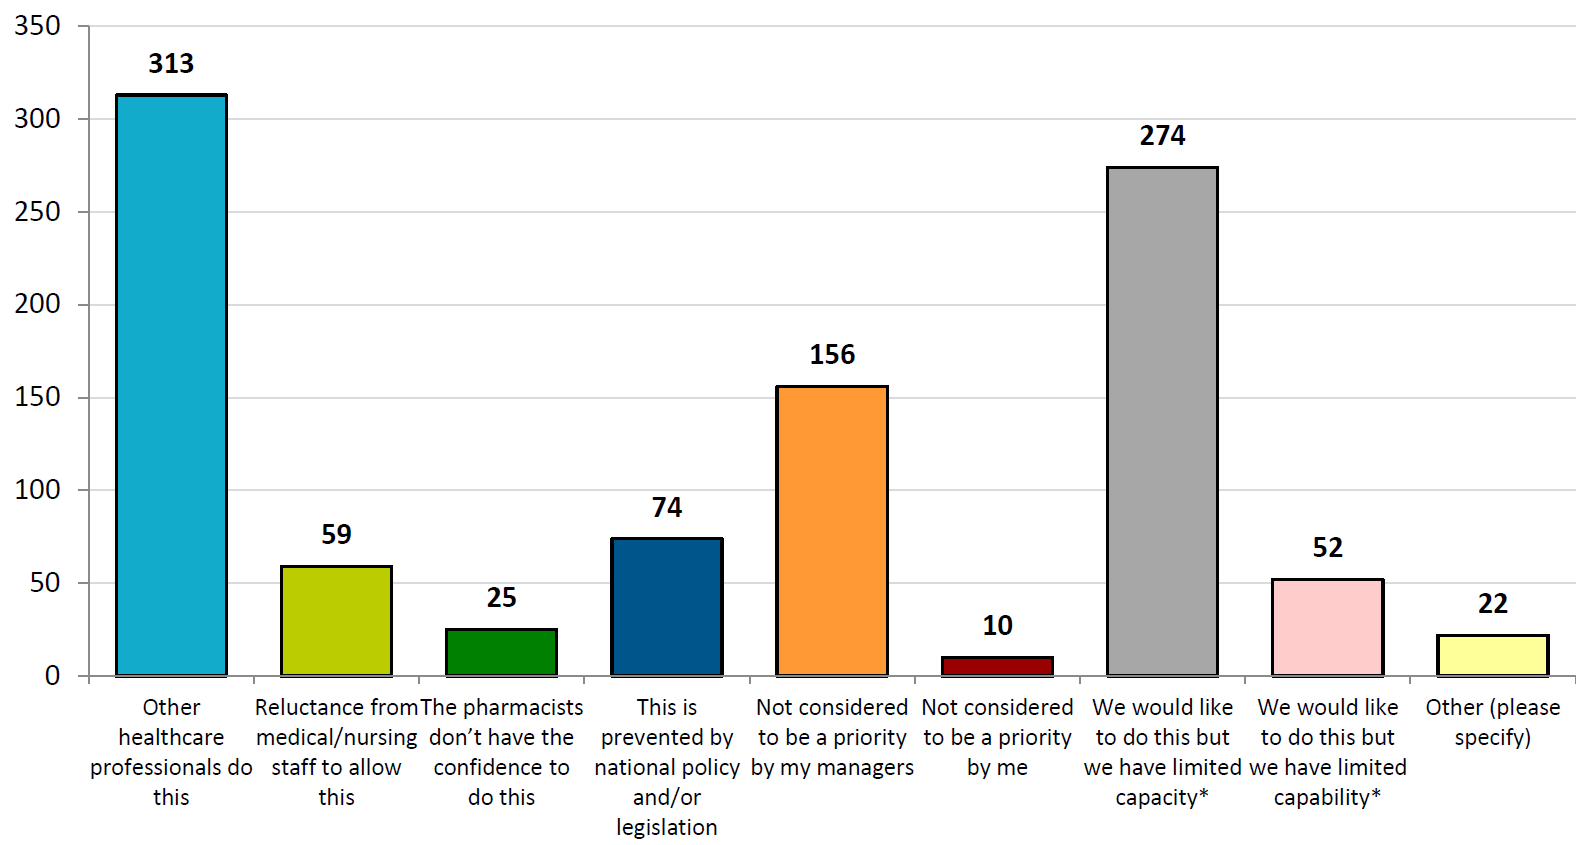 350
300
250
200
150
100
50
0
313
59
25
74
156
10
274
52
22
Other
healthcare
professionals do
this
Reluctance from
medical/nursing
staff to allow
this
The pharmacists
don’t have the
confidence to
do this
This is
prevented by
national policy
and/or
legislation
Not considered
to be a priority
by my managers
Not considered
to be a priority
by me
We would like
to do this but
we have limited
capacity*
We would like
to do this but
we have limited
capability*
Other (please
specify)